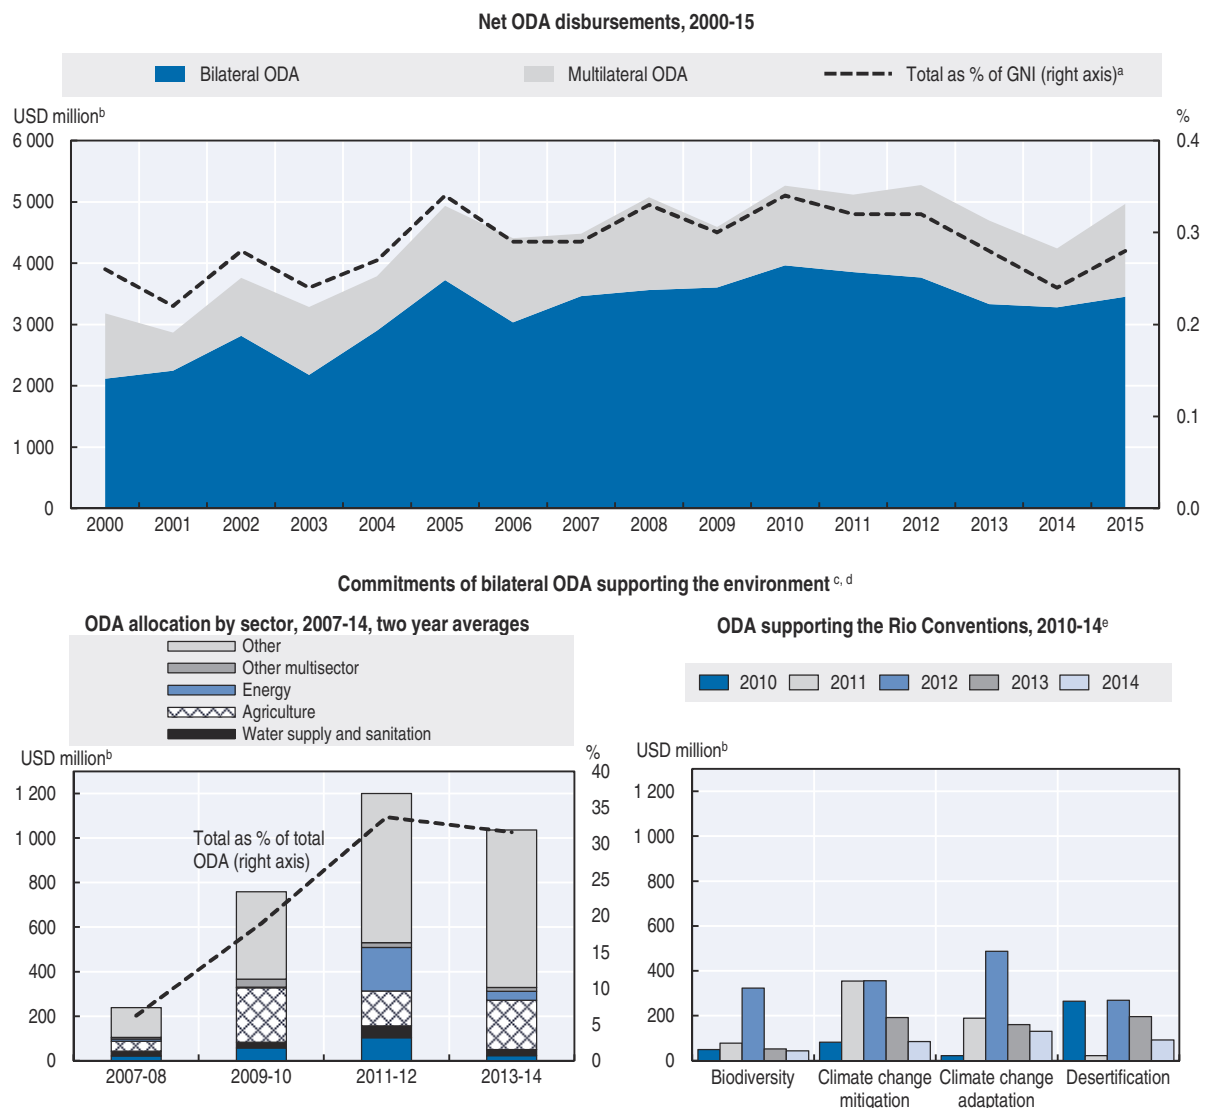 Net ODA disbursements, 2000-15
Bilateral ODA
Multilateral ODA
Total as % of GNI (right axis)ᵃ
USD millionᵇ
%
6 000
5 000
4 000
3 000
2 000
1 000
0
0.4
0.3
0.2
0.1
0.0
2000 2001 2002 2003 2004 2005 2006 2007 2008 2009 2010 2011 2012 2013 2014 2015
Commitments of bilateral ODA supporting the environment ᶜ, ᵈ
ODA allocation by sector, 2007-14, two year averages
Other
Other multisector
Energy
Agriculture
Water supply and sanitation
USD millionᵇ
%
1 200
1 000
800
600
400
200
0
40
35
30
25
20
15
10
5
0
Total as % of total
ODA (right axis)
2007-08 2009-10 2011-12 2013-14
ODA supporting the Rio Conventions, 2010-14ᵉ
2010 2011 2012 2013 2014
USD millionᵇ
1 200
1 000
800
600
400
200
0
Biodiversity
Climate change
mitigation
Climate change
adaptation
Desertification